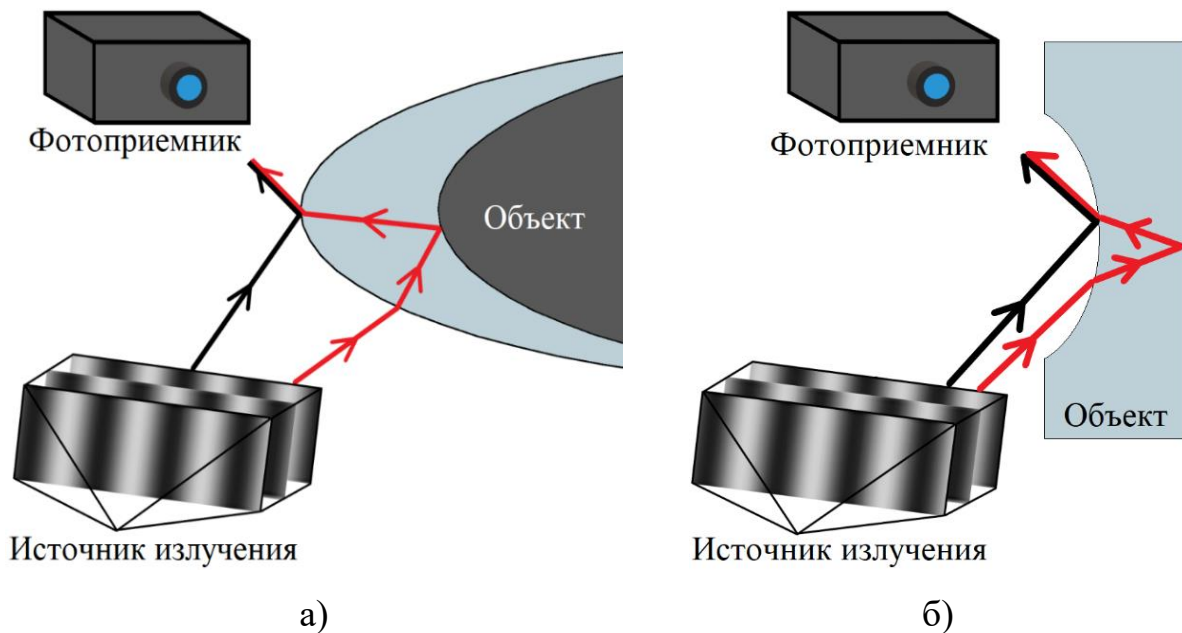 Фотоприемник
Объект
Источник излучения
а)
Фотоприемник
Объект
Источник излучения
б)